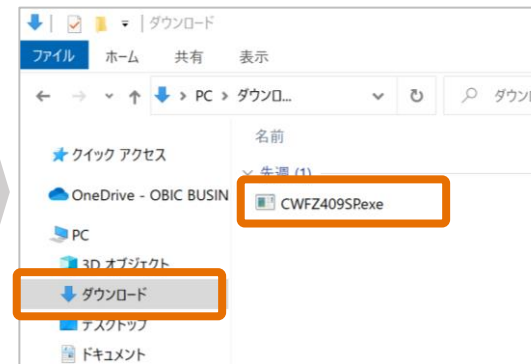 ダウンロード
ファイル ホーム 共有 表示
PC ダウンロ...
ダウン
名前
クイック アクセス
先週 (1)
OneDrive - OBIC BUSIN
CWFZ409SP.exe
PC
3D オブジェクト
ダウンロード
デスクトップ
ドキュメント